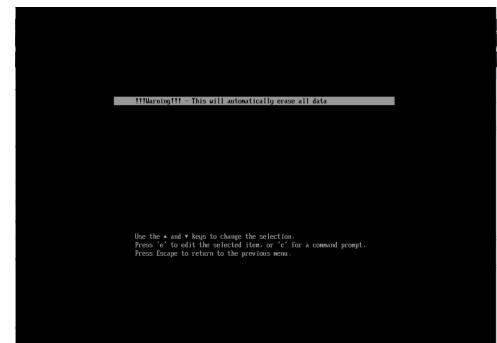 !!!Warning!!! - This will automatically erase all data
Use the ▲ and ▼ keys to change the selection.
Press 'e' to edit the selected item, or 'c' for a command prompt.
Press Escape to return to the previous menu.